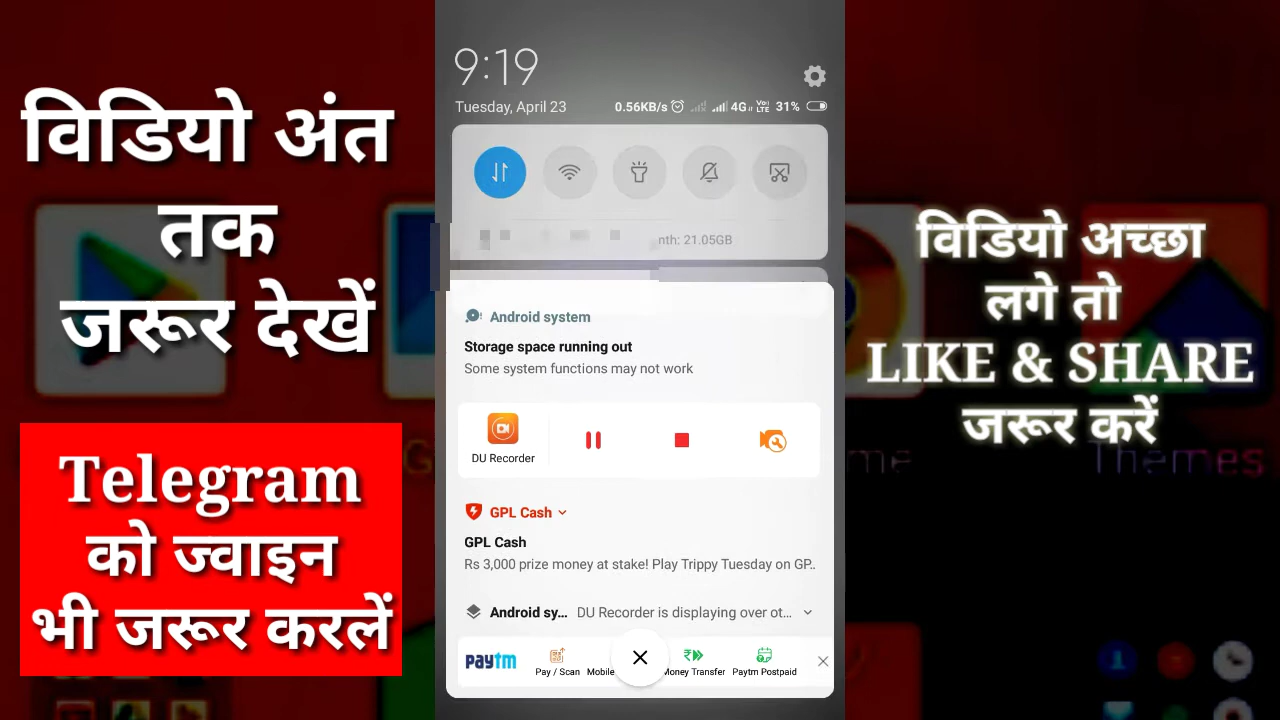 विडियो अंत
तक
जरूर देखें
Telegram
को ज्वाइन
भी जरूर करलें
9:19
Tuesday, April 23
0.56KB/s 4G Vo) LTE 31%
nth: 21.05GB
Android system
Storage space running out
Some system functions may not work
DU Recorder
GPL Cash
GPL Cash
Rs 3,000 prize money at stake! Play Trippy Tuesday on GP..
Android sy... DU Recorder is displaying over ot...
paytm
Pay / Scan Mobile Money Transfer Paytm Postpaid
विडियो अच्छा
लगे तो
LIKE & SHARE
जरूर करें
Themes